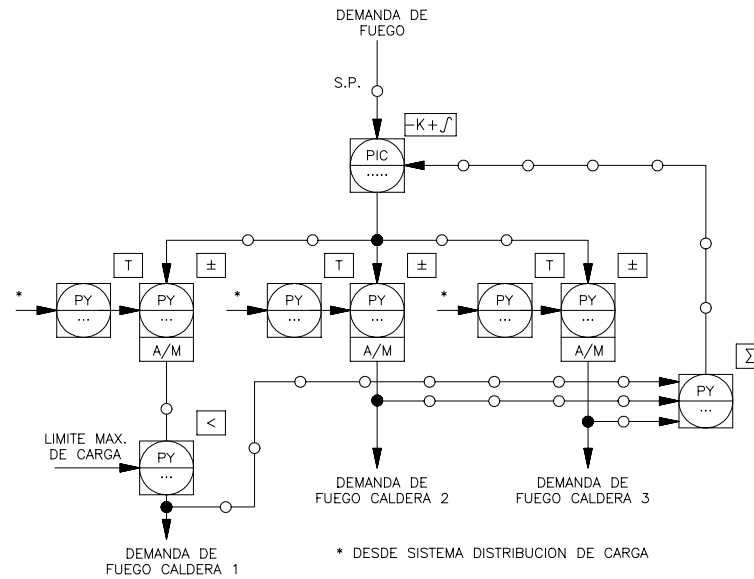 DEMANDA DE
FUEGO
S.P.
-K+∫
PIC
.....
T
±
T
±
T
±
*
PY
...
PY
...
A/M
*
PY
...
PY
...
A/M
*
PY
...
PY
...
A/M
Σ
PY
...
<
LIMITE MAX.
DE CARGA
PY
...
DEMANDA DE
FUEGO CALDERA 1
DEMANDA DE
FUEGO CALDERA 2
DEMANDA DE
FUEGO CALDERA 3
* DESDE SISTEMA DISTRIBUCION DE CARGA